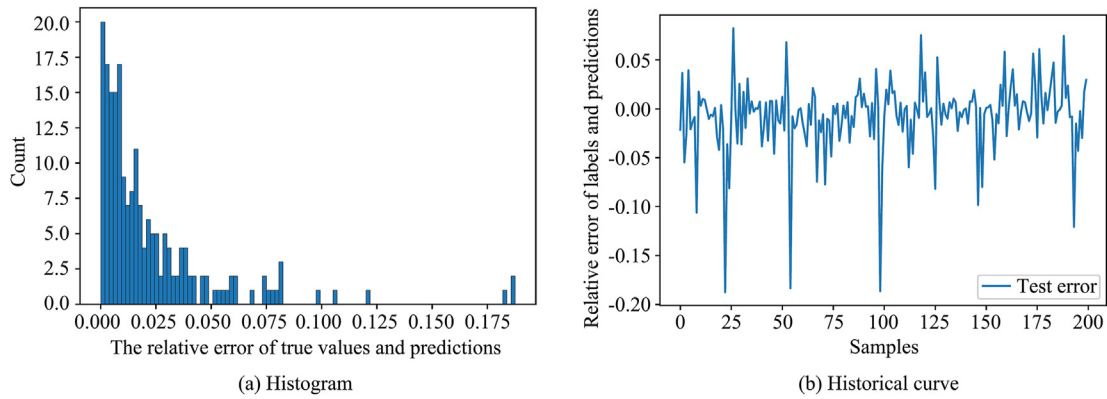 20.0
17.5
15.0
12.5
10.0
7.5
5.0
2.5
0.0
Count
0.000 0.025 0.050 0.075 0.100 0.125 0.150 0.175
The relative error of true values and predictions
(a) Histogram
0.05
0.00
-0.05
-0.10
-0.15
-0.20
Relative error of labels and predictions
Test error
0 25 50 75 100 125 150 175 200
Samples
(b) Historical curve